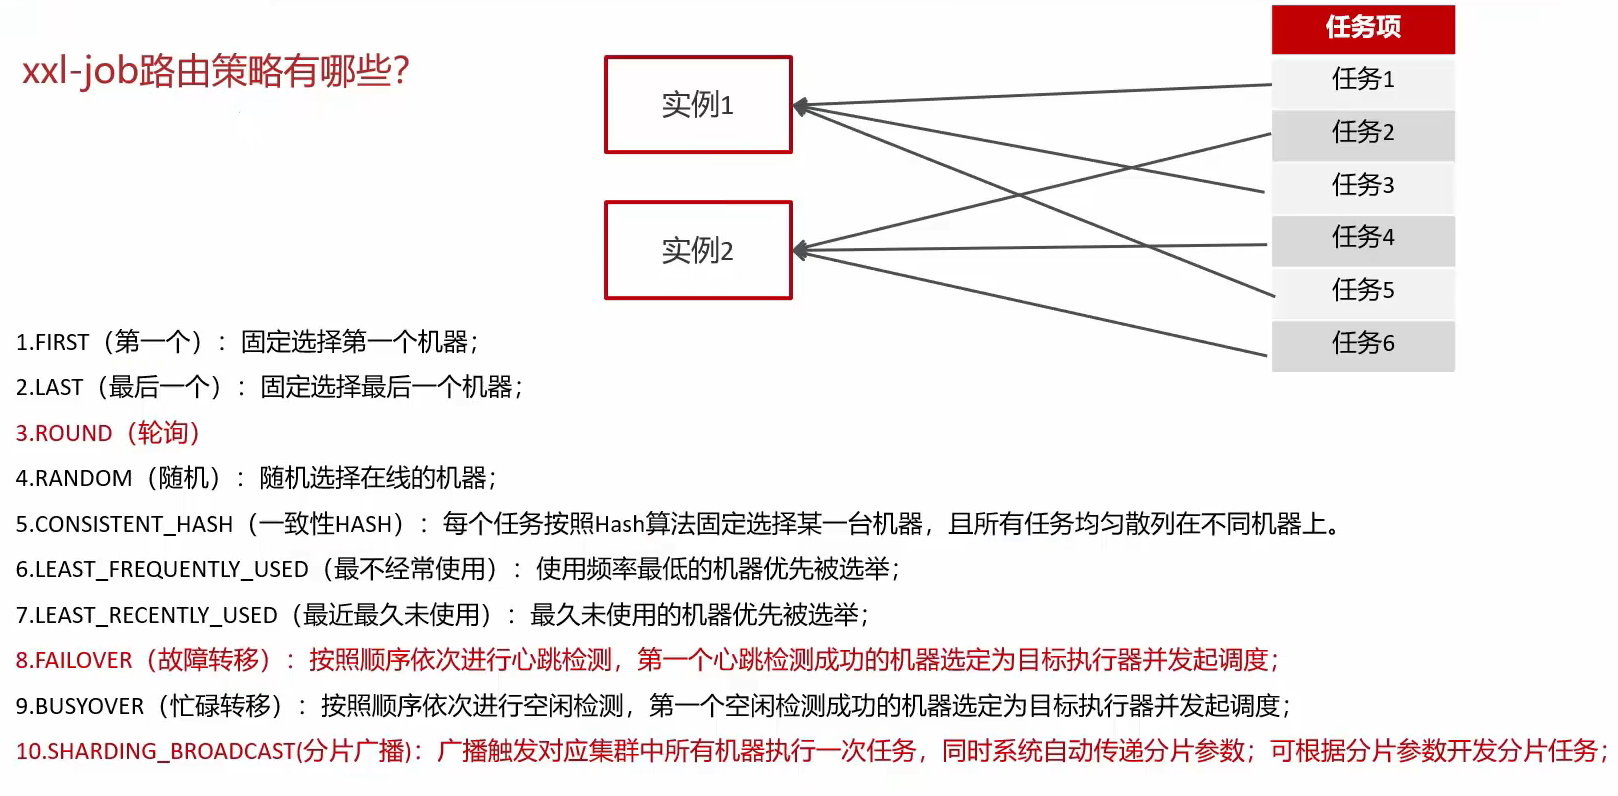 xxl-job路由策略有哪些?
实例1
实例2
任务项
任务1
任务2
任务3
任务4
任务5
任务6
1.FIRST（第一个）：固定选择第一个机器；
2.LAST（最后一个）：固定选择最后一个机器；
3.ROUND（轮询）
4.RANDOM（随机）：随机选择在线的机器；
5.CONSISTENT_HASH（一致性HASH）：每个任务按照Hash算法固定选择某一台机器，且所有任务均匀散列在不同机器上。
6.LEAST_FREQUENTLY_USED（最不经常使用）：使用频率最低的机器优先被选举；
7.LEAST_RECENTLY_USED（最近最久未使用）：最久未使用的机器优先被选举；
8.FAILOVER（故障转移）：按照顺序依次进行心跳检测，第一个心跳检测成功的机器选定为目标执行器并发起调度；
9.BUSYOVER（忙碌转移）：按照顺序依次进行空闲检测，第一个空闲检测成功的机器选定为目标执行器并发起调度；
10.SHARDING_BROADCAST(分片广播)：广播触发对应集群中所有机器执行一次任务，同时系统自动传递分片参数；可根据分片参数开发分片任务；